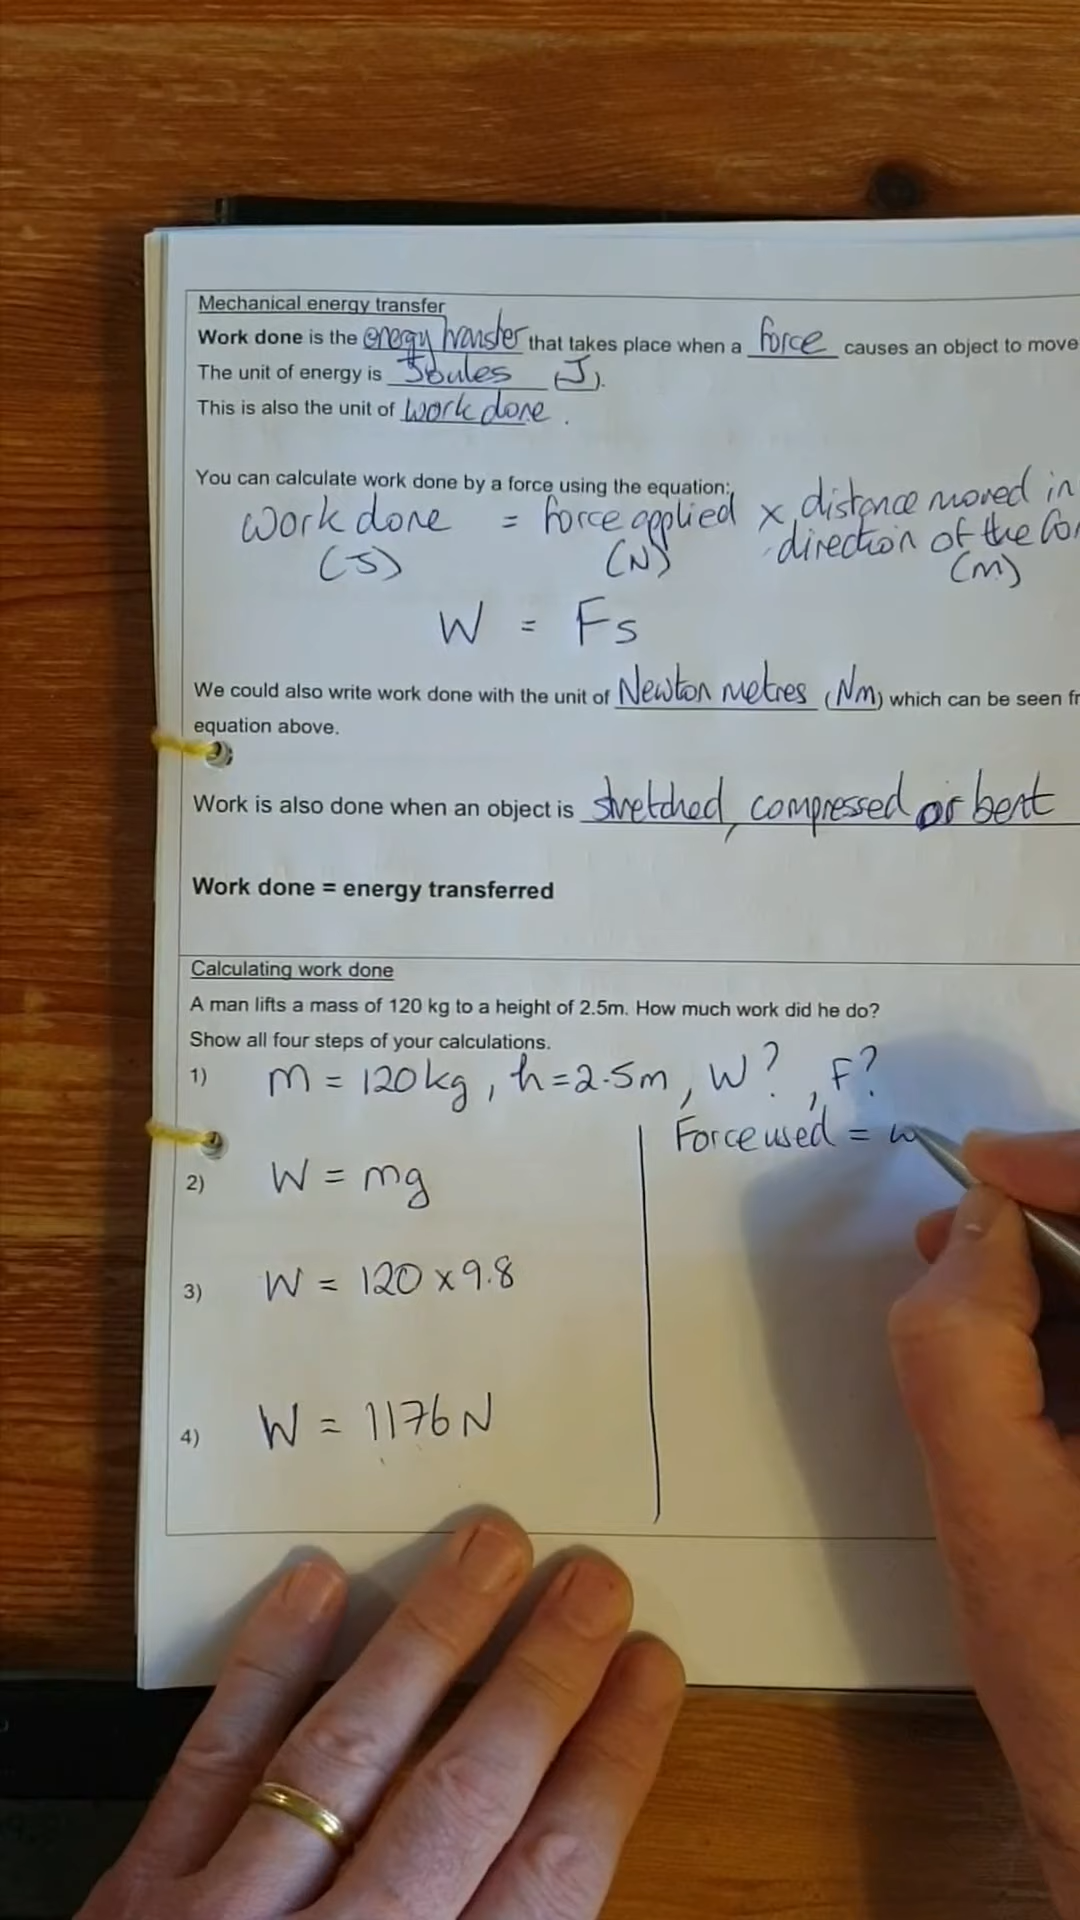 Mechanical energy transfer
Work done is the energy transfer that takes place when a force causes an object to move
The unit of energy is Joules (J).
This is also the unit of work done.
You can calculate work done by a force using the equation:
work done = force applied x distance moved in
direction of the
(J) (N) (m)
W = Fs
We could also write work done with the unit of Newton metres (Nm) which can be seen
equation above.
Work is also done when an object is stretched, compressed or bent
Work done = energy transferred
Calculating work done
A man lifts a mass of 120 kg to a height of 2.5m. How much work did he do?
Show all four steps of your calculations.
1) m = 120kg, h=2.5m, W?, F?
Force used = w
2) W = mg
3) W = 120 x 9.8
4) W = 1176 N